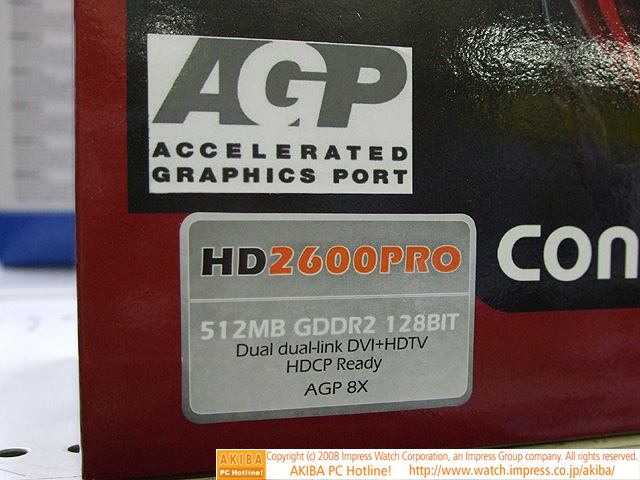 AGP
ACCELERATED
GRAPHICS PORT
HD2600PRO
CON
512MB GDDR2 128BIT
Dual dual-link DVI+HDTV
HDCP Ready
AGP 8X
AKIBA
PC Hotline!
Copyright (c) 2008 Impress Watch Corporation, an Impress Group company. All rights reserved.
AKIBA PC Hotline! http://www.watch.impress.co.jp/akiba/